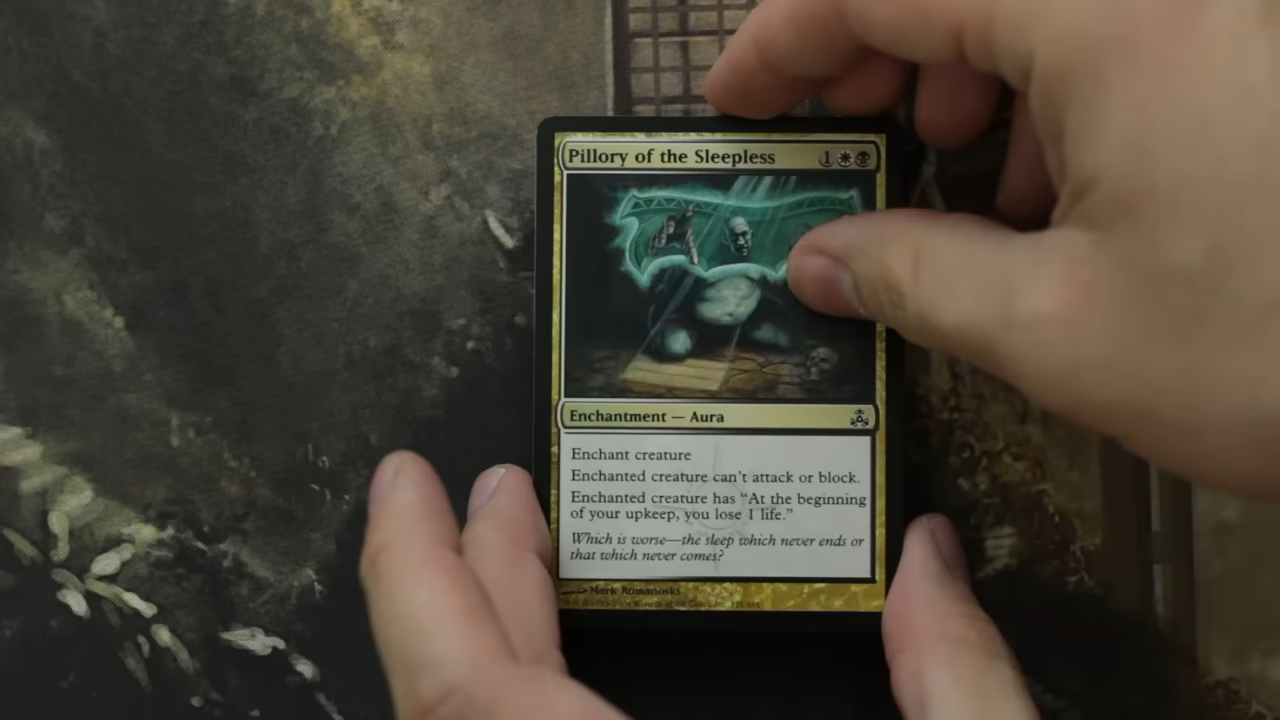 Pillory of the Sleepless 1
Enchantment — Aura
Enchant creature
Enchanted creature can't attack or block.
Enchanted creature has “At the beginning
of your upkeep, you lose 1 life.”
Which is worse—the sleep which never ends or
that which never comes?
Mark Romanoski